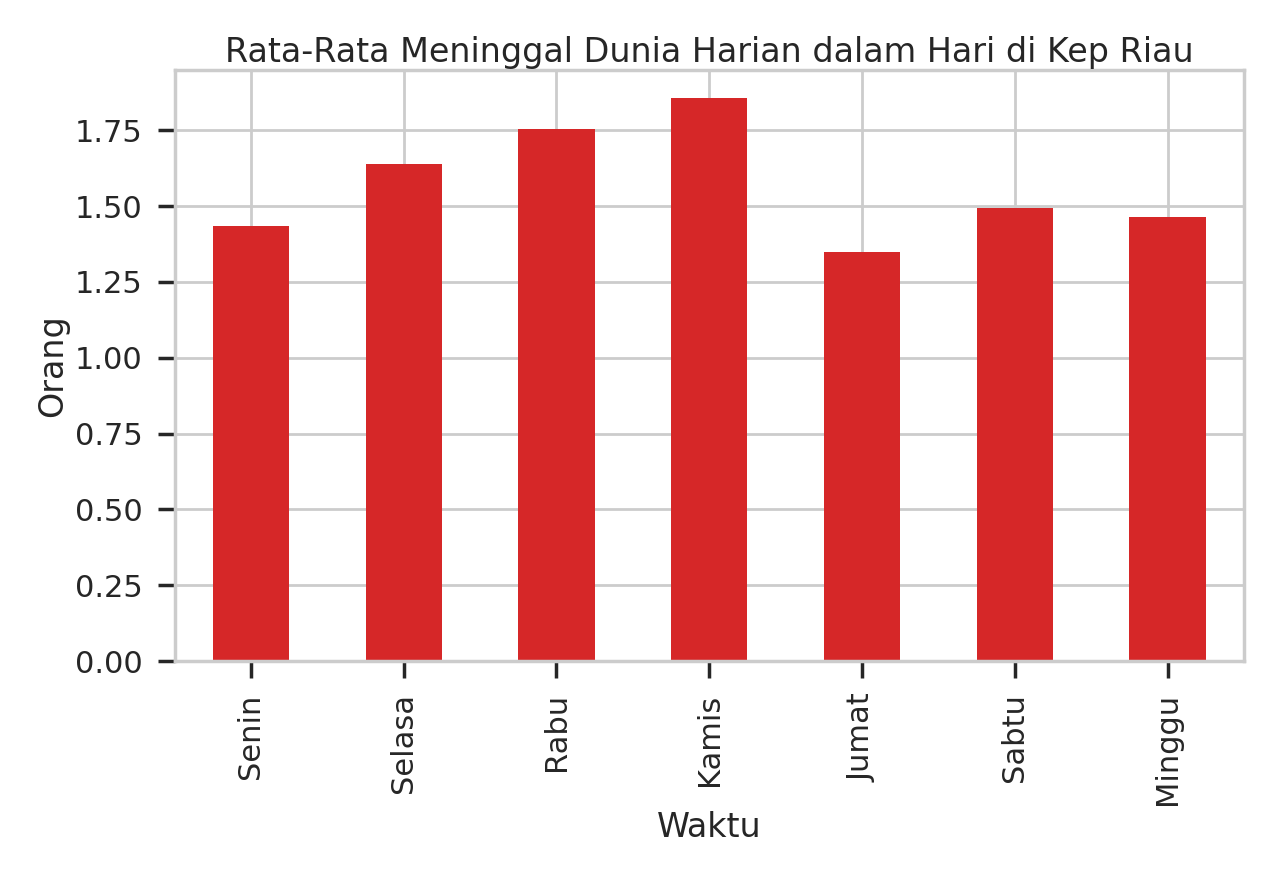 Rata-Rata Meninggal Dunia Harian dalam Hari di Kep Riau
1.75
1.50
1.25
1.00
0.75
0.50
0.25
0.00
Orang
Senin
Selasa
Rabu
Kamis
Jumat
Sabtu
Minggu
Waktu